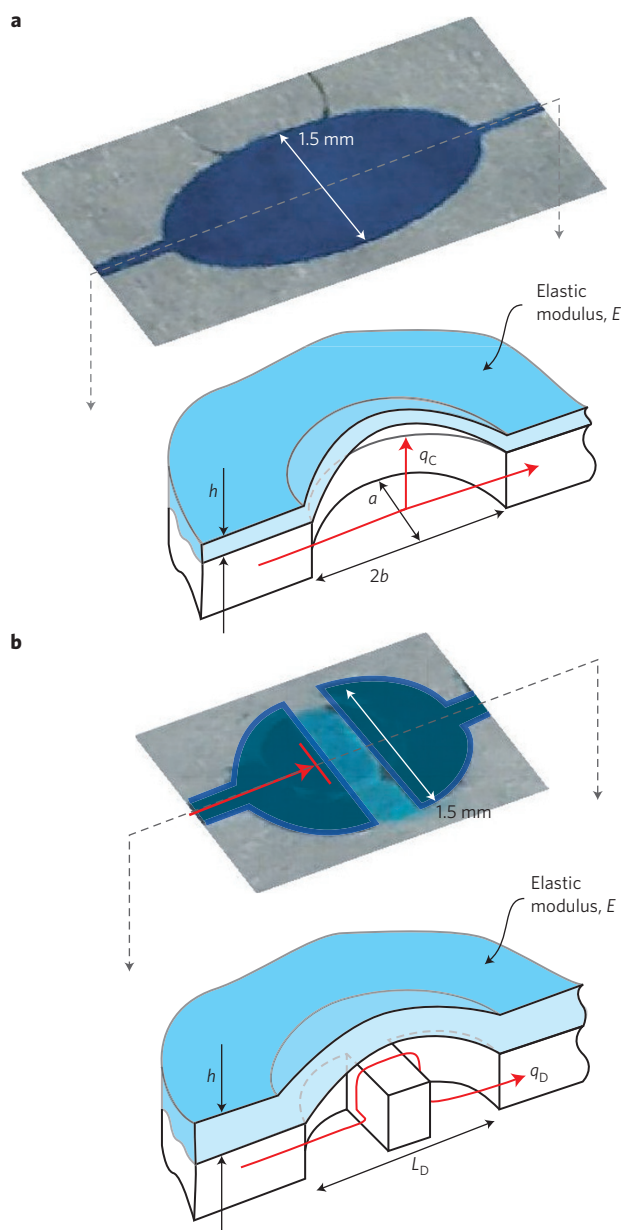 a
1.5 mm
Elastic
modulus, E
h
q_C
a
2b
b
1.5 mm
Elastic
modulus, E
h
q_D
L_D